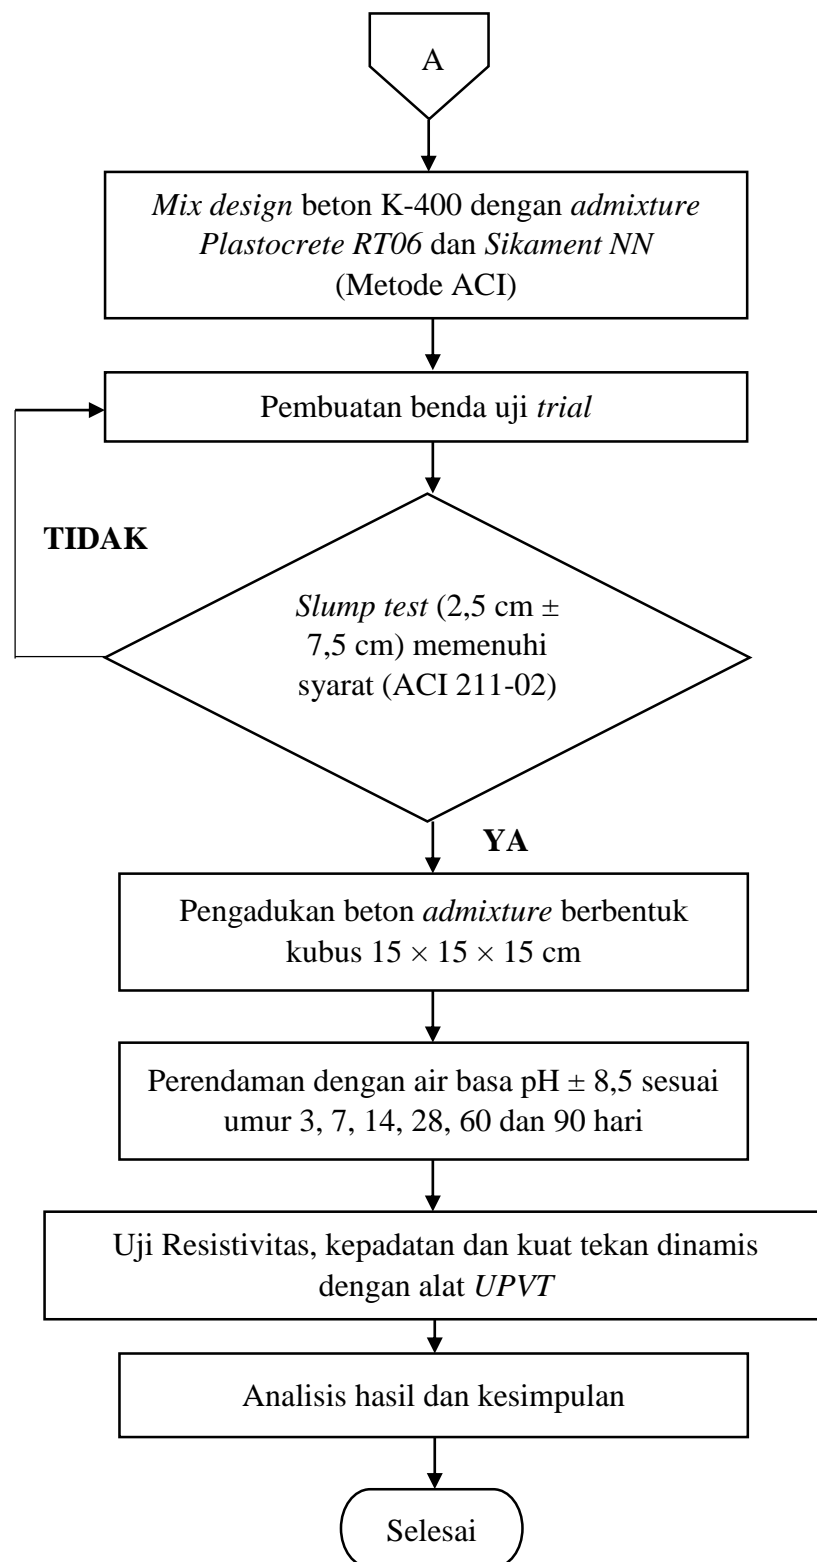 A
Mix design beton K-400 dengan admixture
Plastocrete RT06 dan Sikament NN
(Metode ACI)
Pembuatan benda uji trial
TIDAK
Slump test (2,5 cm ±
7,5 cm) memenuhi
syarat (ACI 211-02)
YA
Pengadukan beton admixture berbentuk
kubus 15 × 15 × 15 cm
Perendaman dengan air basa pH ± 8,5 sesuai
umur 3, 7, 14, 28, 60 dan 90 hari
Uji Resistivitas, kepadatan dan kuat tekan dinamis
dengan alat UPVT
Analisis hasil dan kesimpulan
Selesai